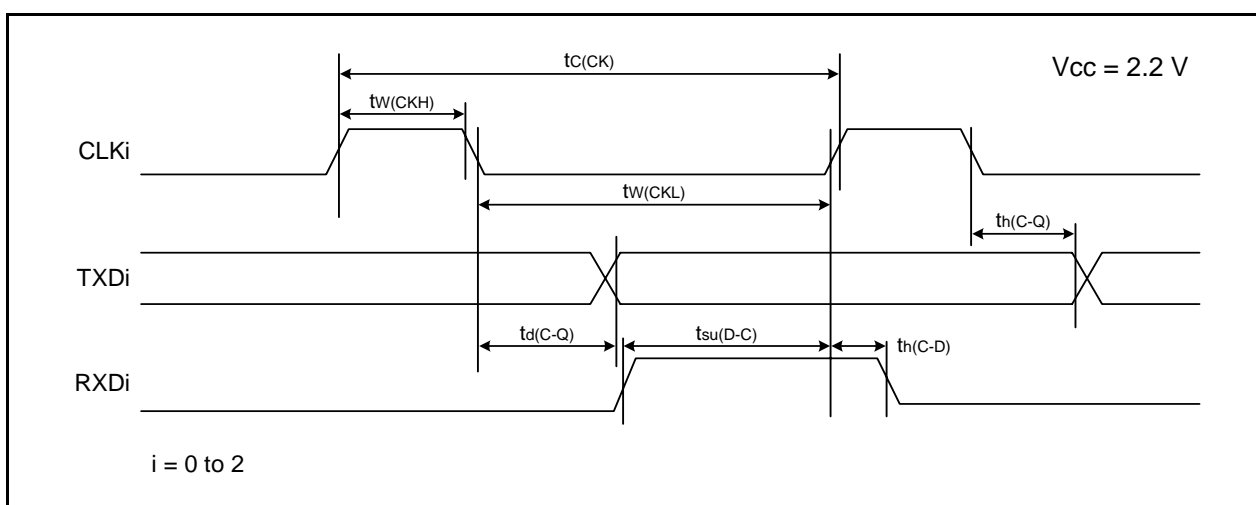 tC(CK)
Vcc = 2.2 V
tW(CKH)
CLKi
tW(CKL)
th(C-Q)
TXDi
td(C-Q)
tsu(D-C)
th(C-D)
RXDi
i = 0 to 2